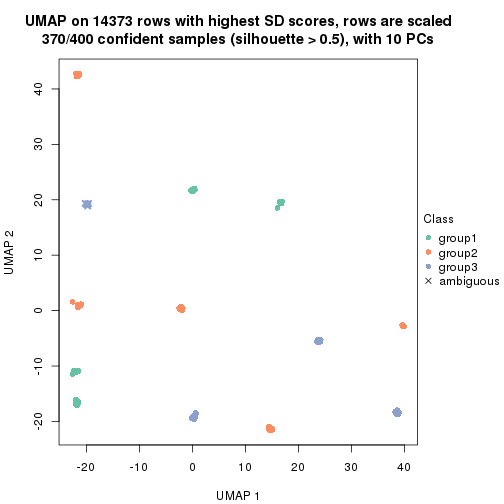 UMAP on 14373 rows with highest SD scores, rows are scaled
370/400 confident samples (silhouette > 0.5), with 10 PCs
40
30
20
10
0
-10
-20
UMAP 2
-20
-10
0
10
20
30
40
UMAP 1
Class
group1
group2
group3
ambiguous